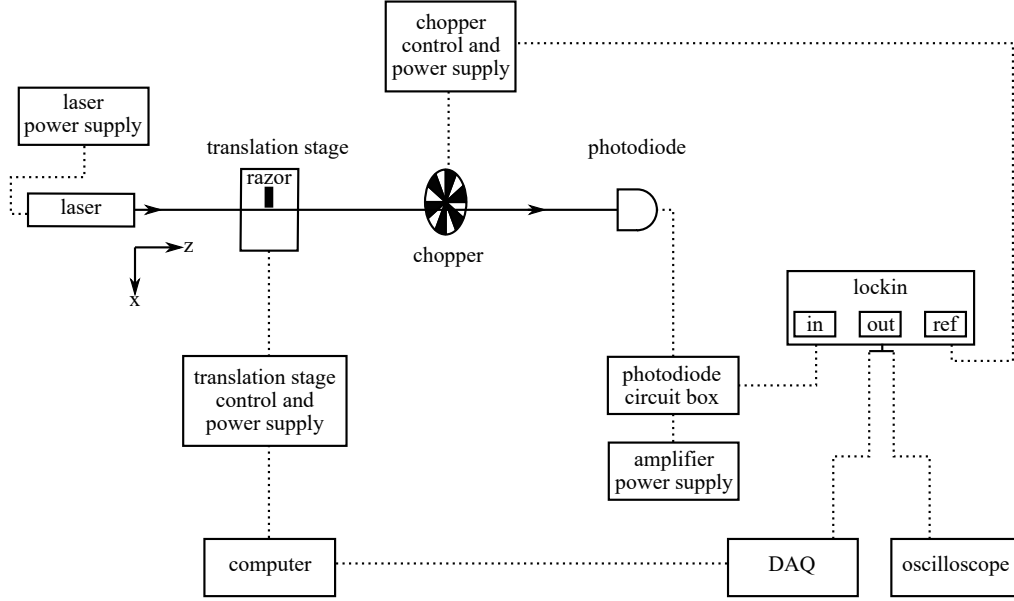 chopper
control and
power supply
laser
power supply
translation stage
photodiode
razor
laser
z
chopper
x
lockin
in
out
ref
translation stage
control and
power supply
photodiode
circuit box
amplifier
power supply
computer
DAQ
oscilloscope